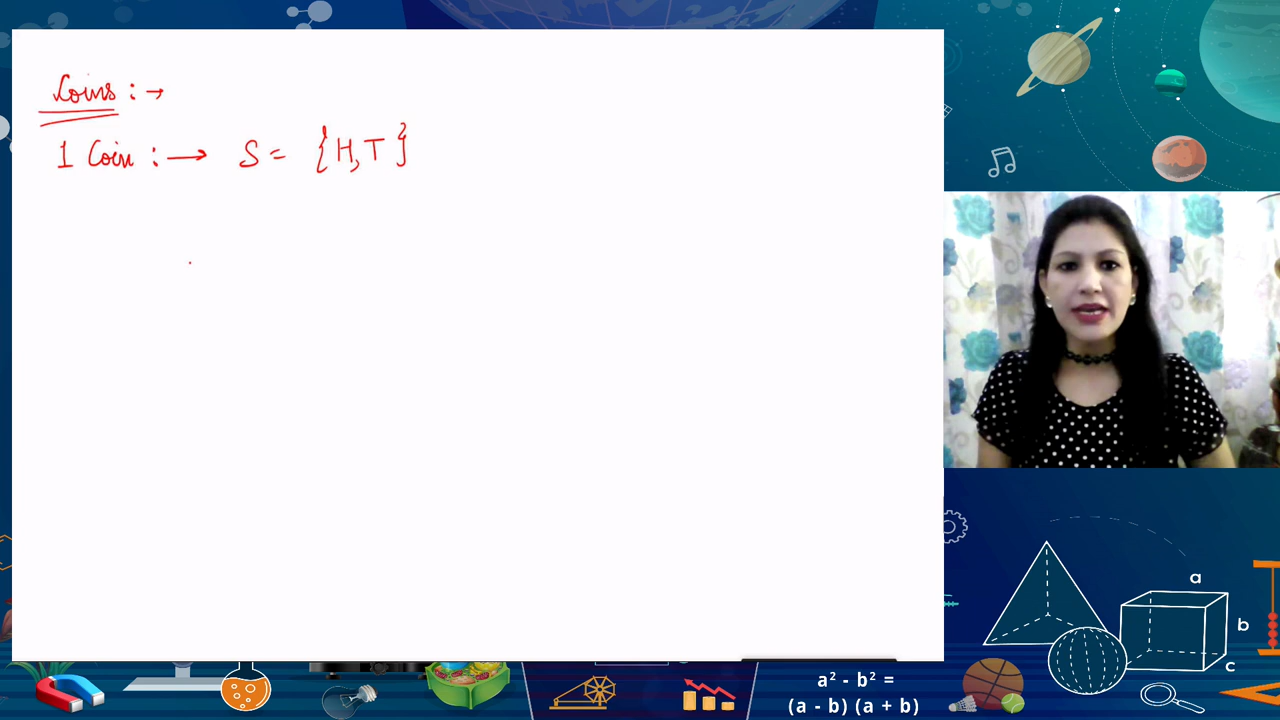 Coins : →
1 Coin : → S = {H,T}
a
b
c
a² - b² =
(a - b) (a + b)